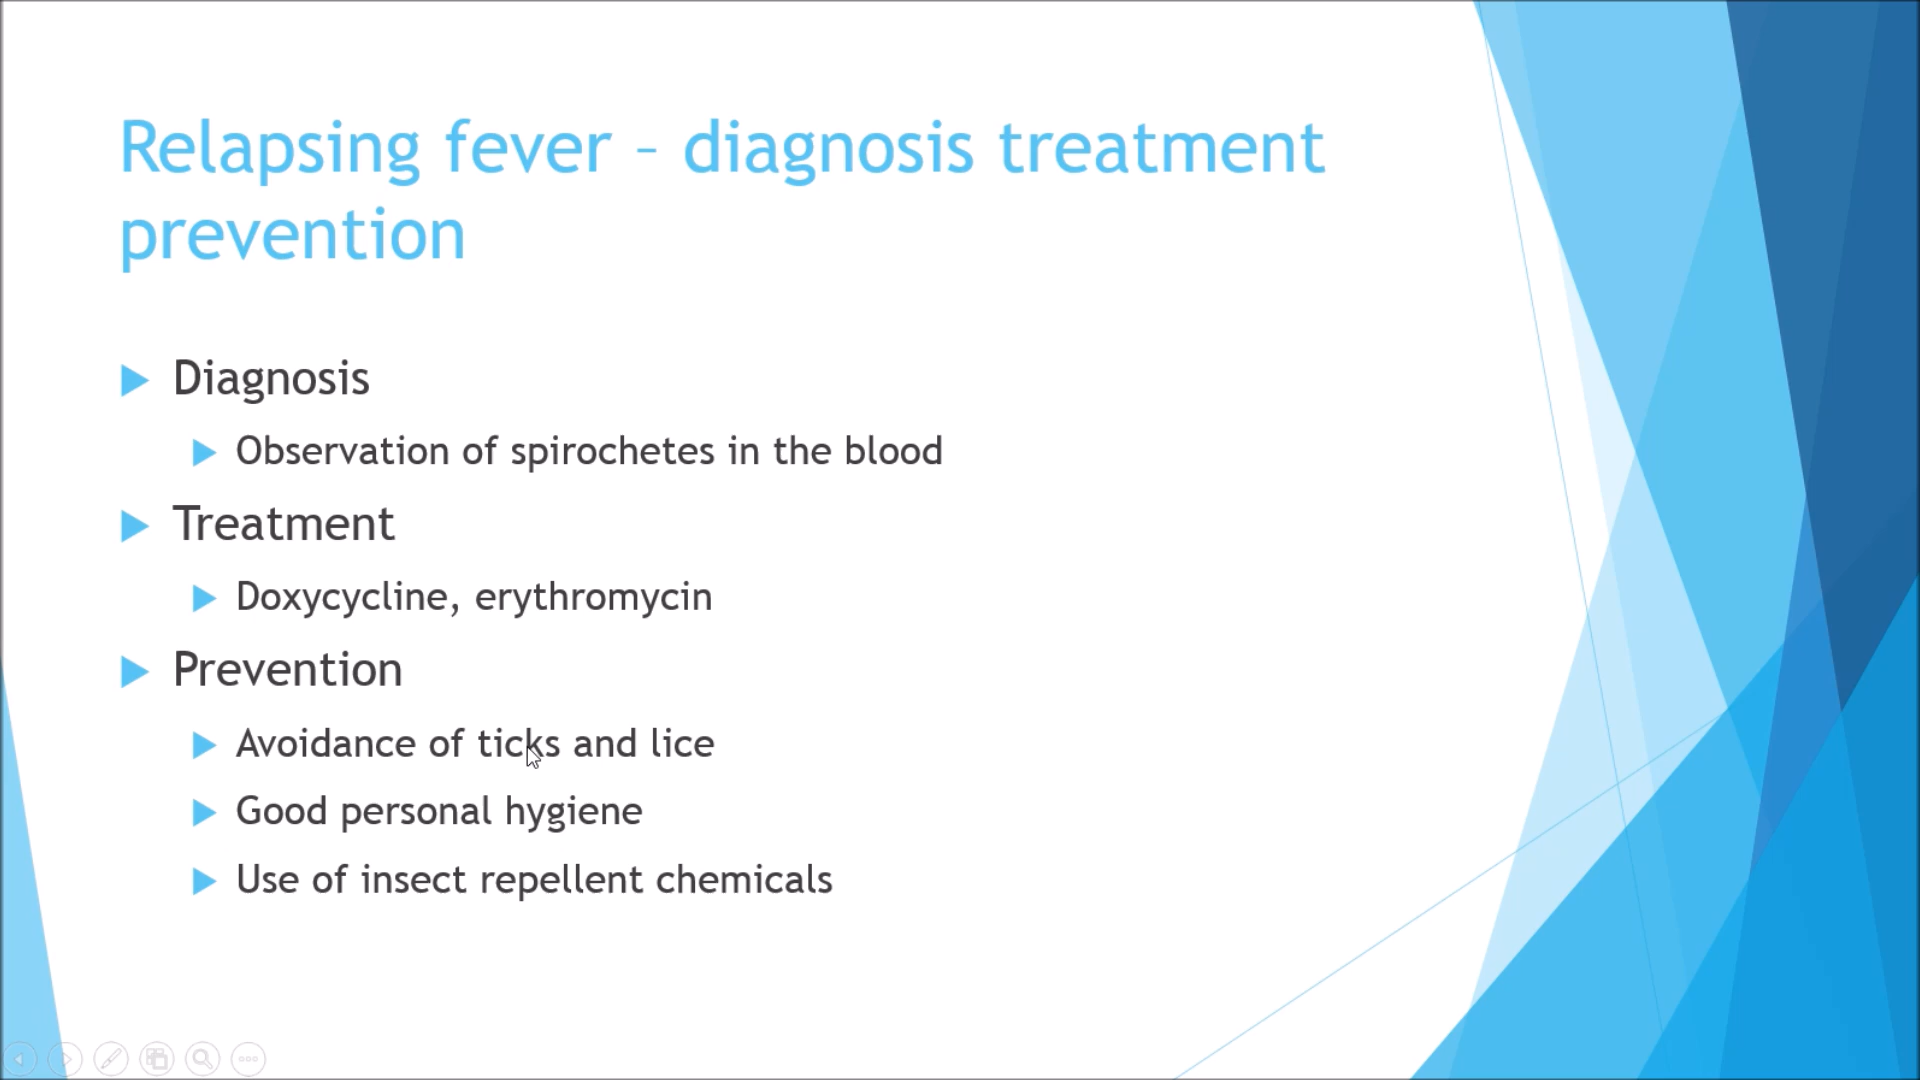 Relapsing fever – diagnosis treatment
prevention
Diagnosis
Observation of spirochetes in the blood
Treatment
Doxycycline, erythromycin
Prevention
Avoidance of ticks and lice
Good personal hygiene
Use of insect repellent chemicals